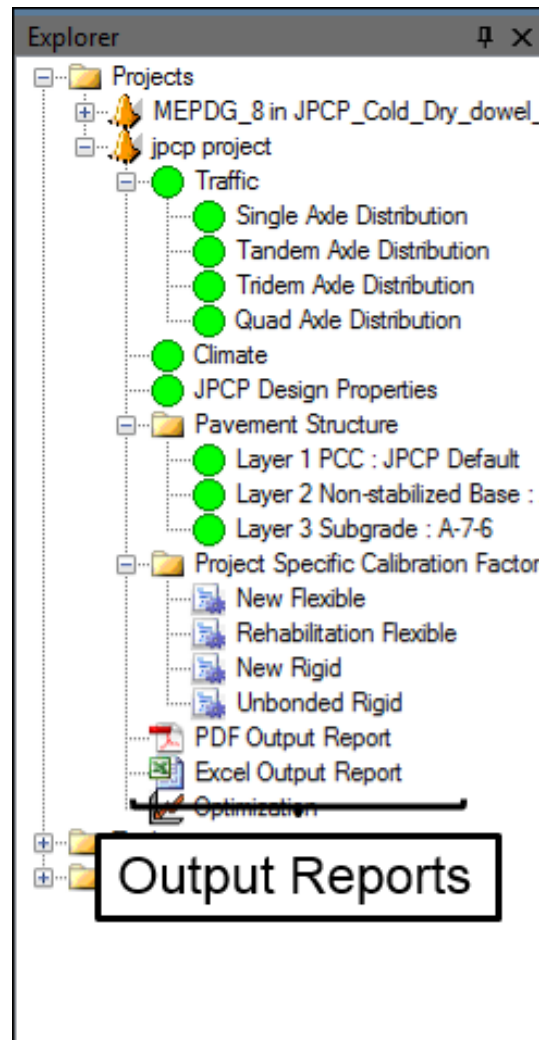 Explorer
Projects
MEPDG_8 in JPCP_Cold_Dry_dowel_
jpcp project
Traffic
Single Axle Distribution
Tandem Axle Distribution
Tridem Axle Distribution
Quad Axle Distribution
Climate
JPCP Design Properties
Pavement Structure
Layer 1 PCC : JPCP Default
Layer 2 Non-stabilized Base :
Layer 3 Subgrade : A-7-6
Project Specific Calibration Factor
New Flexible
Rehabilitation Flexible
New Rigid
Unbonded Rigid
PDF Output Report
Excel Output Report
Optimization
Output Reports